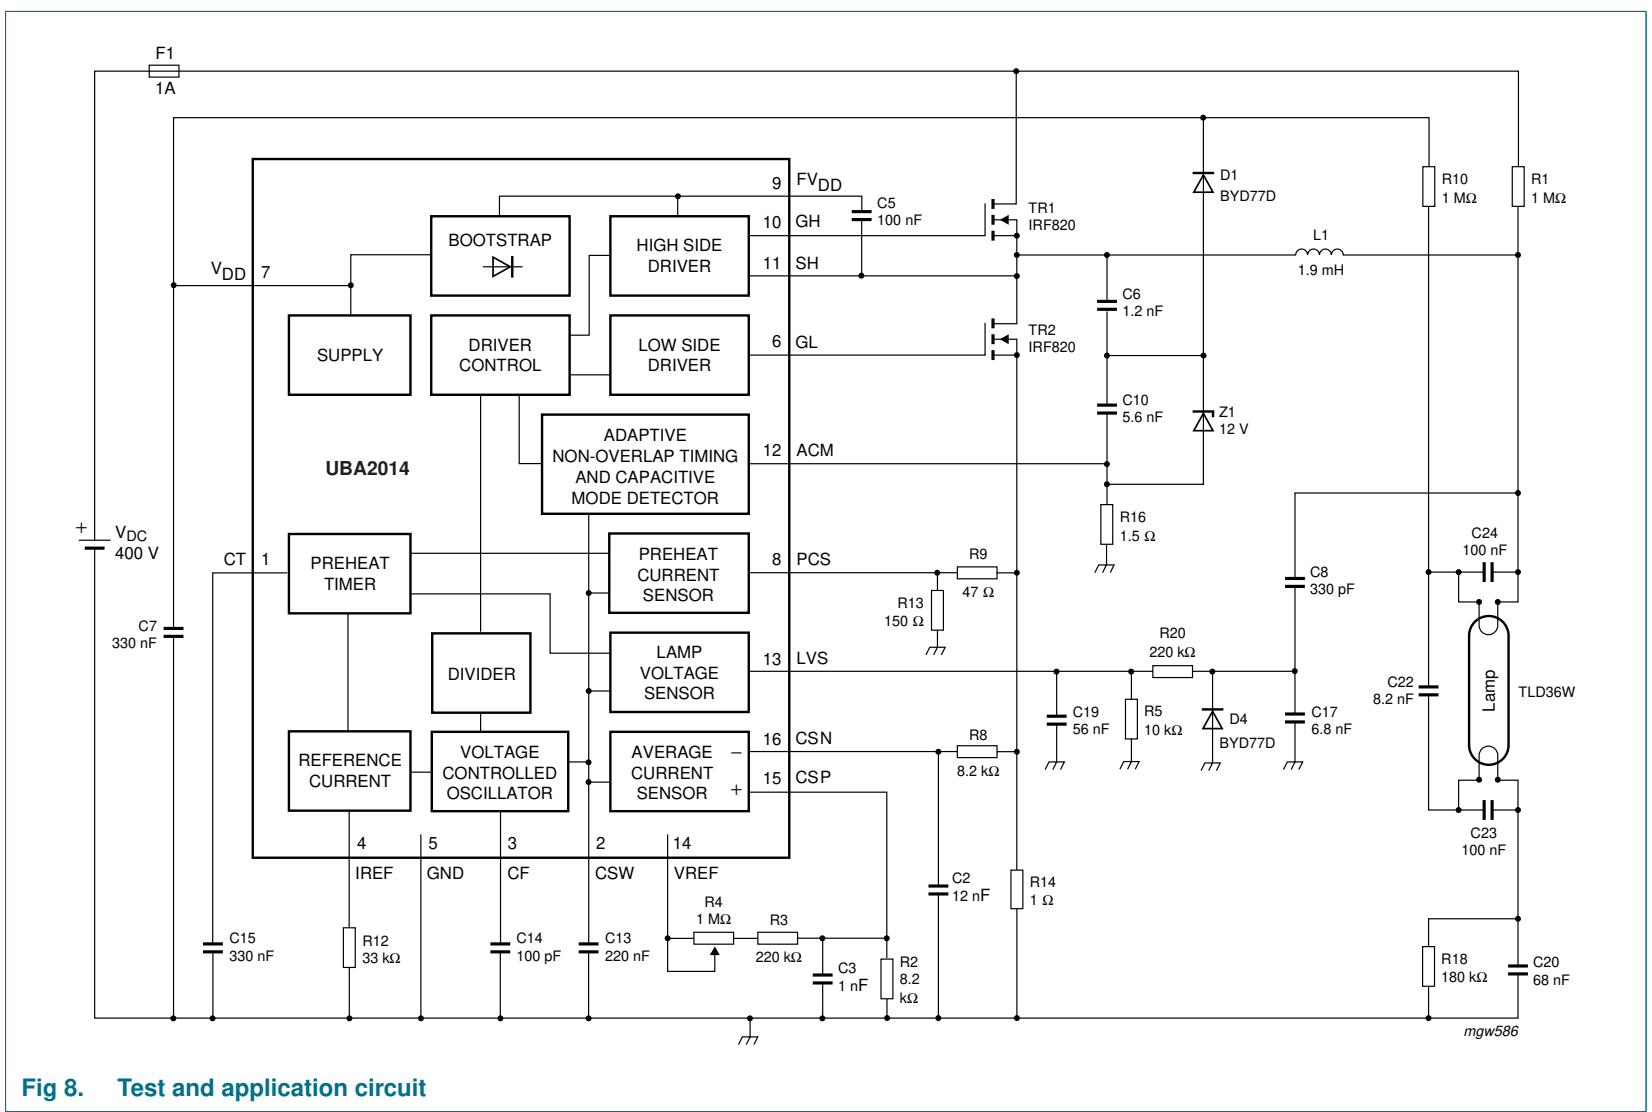 F1
1A
9 FVDD
C5
100 nF
10 GH
BOOTSTRAP
HIGH SIDE
DRIVER
11 SH
VDD 7
TR1
IRF820
D1
BYD77D
R10
1 MΩ
R1
1 MΩ
L1
1.9 mH
C6
1.2 nF
SUPPLY
DRIVER
CONTROL
LOW SIDE
DRIVER
6 GL
TR2
IRF820
C10
5.6 nF
Z1
12 V
UBA2014
ADAPTIVE
NON-OVERLAP TIMING
AND CAPACITIVE
MODE DETECTOR
12 ACM
R16
1.5 Ω
+
VDC
400 V
CT 1
PREHEAT
TIMER
PREHEAT
CURRENT
SENSOR
8 PCS
R9
47 Ω
R13
150 Ω
C24
100 nF
C8
330 pF
C7
330 nF
DIVIDER
LAMP
VOLTAGE
SENSOR
13 LVS
R20
220 kΩ
C22
8.2 nF
Lamp
TLD36W
C19
56 nF
R5
10 kΩ
D4
BYD77D
C17
6.8 nF
REFERENCE
CURRENT
VOLTAGE
CONTROLLED
OSCILLATOR
AVERAGE
CURRENT
SENSOR
−
+
16 CSN
15 CSP
R8
8.2 kΩ
C23
100 nF
4
IREF
5
GND
3
CF
2
CSW
14
VREF
C2
12 nF
R14
1 Ω
R4
1 MΩ
R3
220 kΩ
C15
330 nF
R12
33 kΩ
C14
100 pF
C13
220 nF
C3
1 nF
R2
8.2
kΩ
R18
180 kΩ
C20
68 nF
mgw586
Fig 8. Test and application circuit